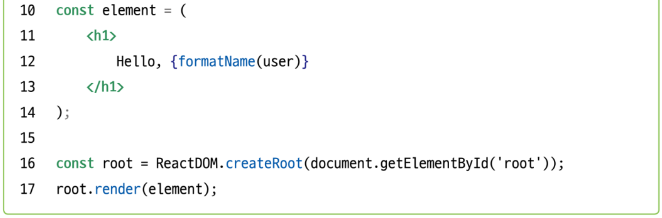 10 const element = (
11     <h1>
12         Hello, {formatName(user)}
13     </h1>
14 );
15
16 const root = ReactDOM.createRoot(document.getElementById('root'));
17 root.render(element);